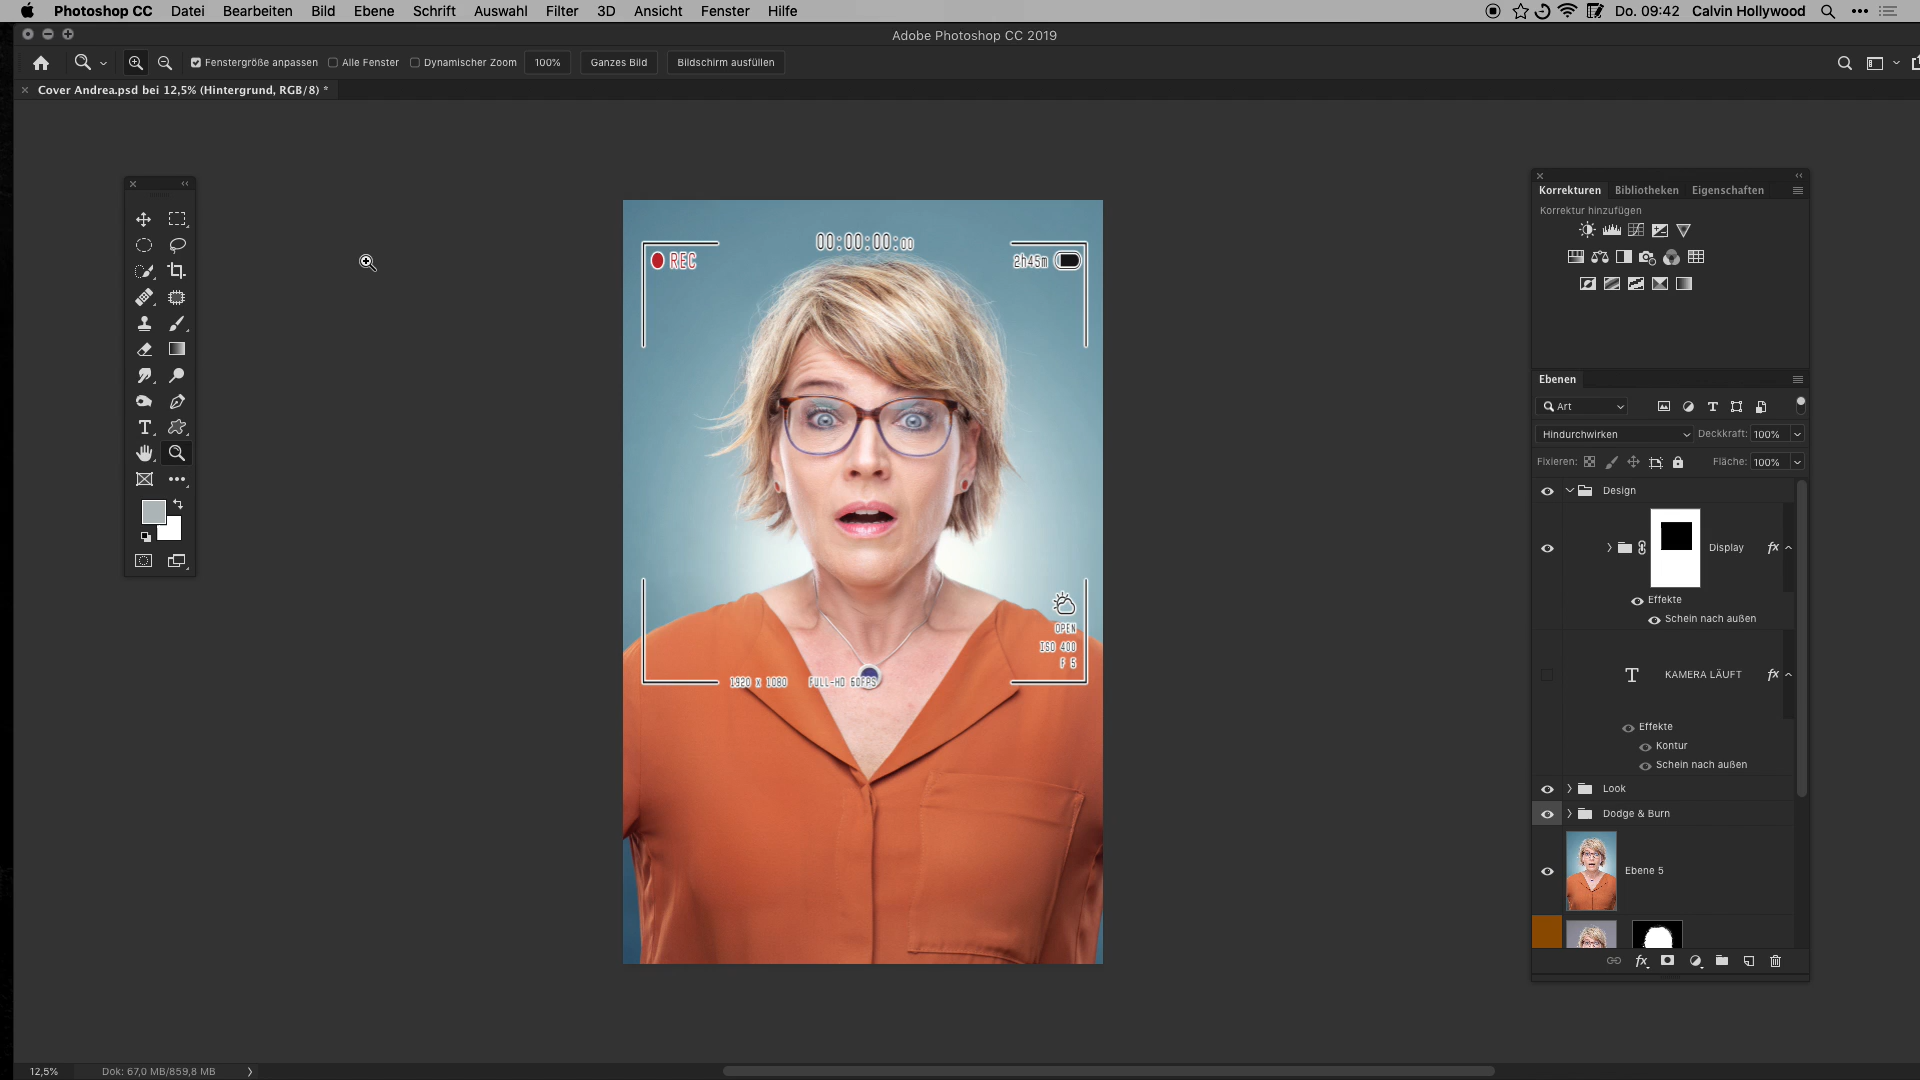 Photoshop CC Datei Bearbeiten Bild Ebene Schrift Auswahl Filter 3D Ansicht Fenster Hilfe Do. 09:42 Calvin Hollywood
Adobe Photoshop CC 2019
Fenstergröße anpassen Alle Fenster Dynamischer Zoom 100% Ganzes Bild Bildschirm ausfüllen
Cover Andrea.psd bei 12,5% (Hintergrund, RGB/8) *
00:00:00:00
REC
2h45m
OPEN
ISO 400
F 5
1920 x 1080 FULL-HD 60FPS
Korrekturen Bibliotheken Eigenschaften
Korrektur hinzufügen
Ebenen
Art
Hindurchwirken Deckkraft: 100%
Fixieren: Fläche: 100%
Design
Display fx
Effekte
Schein nach außen
T KAMERA LÄUFT fx
Effekte
Kontur
Schein nach außen
Look
Dodge & Burn
Ebene 5
fx
12,5% Dok: 67,0 MB/859,8 MB